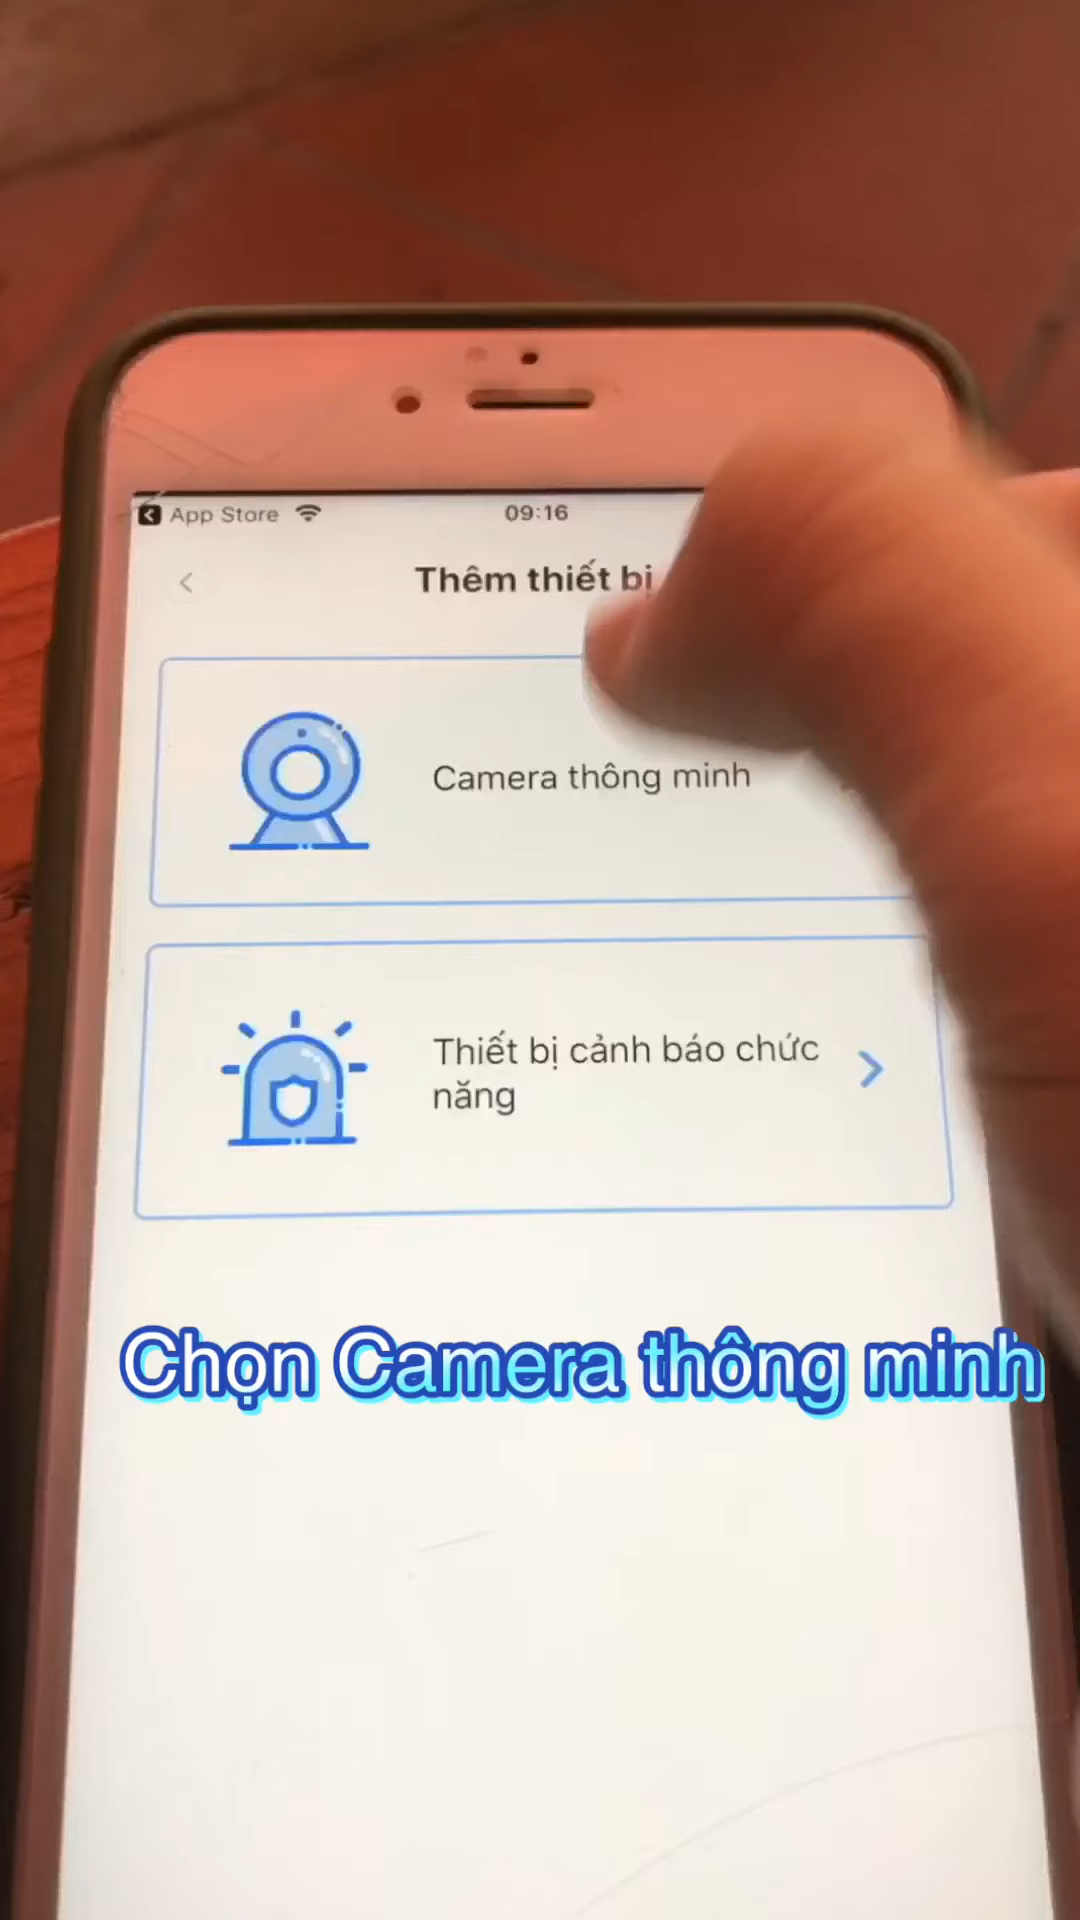 App Store
09:16
Thêm thiết bị
Camera thông minh
Thiết bị cảnh báo chức
năng
Chọn Camera thông minh